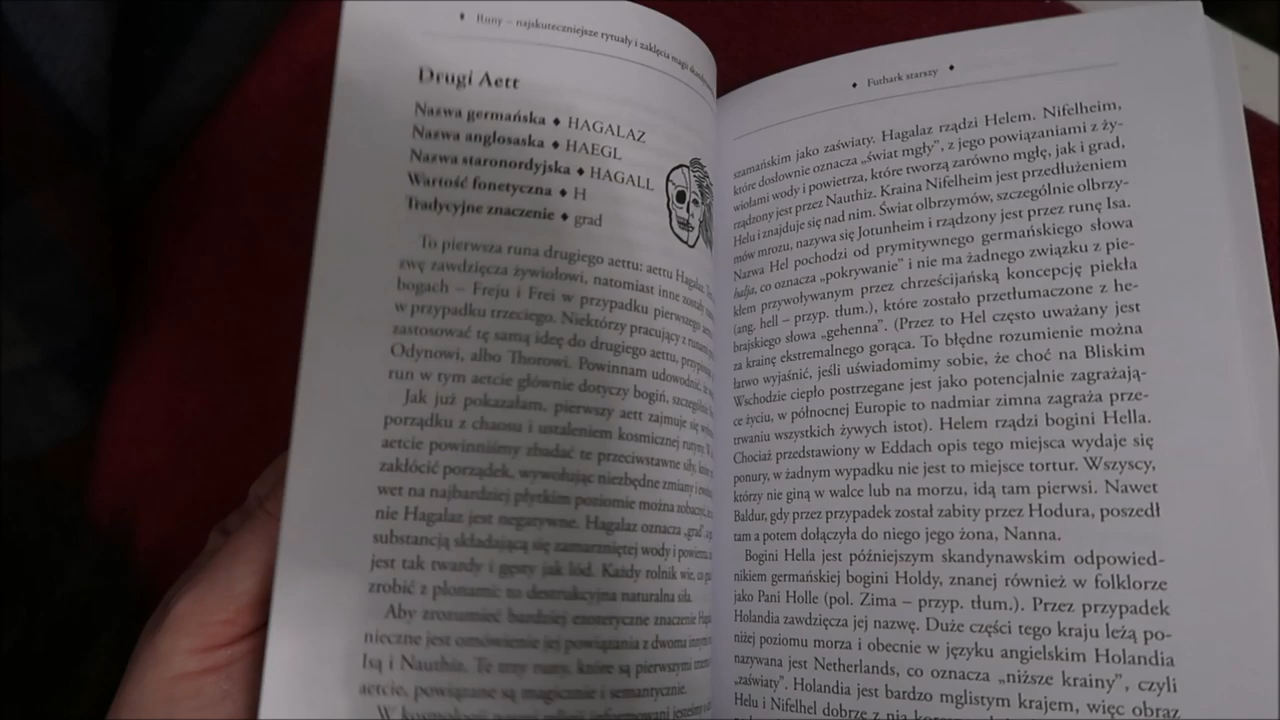 ♦ Runy – najskuteczniejsze rytuały i zaklęcia magii
Drugi Aett
Nazwa germańska ♦ HAGALAZ
Nazwa anglosaska ♦ HAEGL
Nazwa staronordyjska ♦ HAGALL
Wartość fonetyczna ♦ H
Tradycyjne znaczenie ♦ grad
To pierwsza runa drugiego aettu: aettu Hagalaz.
zwę zawdzięcza żywiołowi, natomiast inne zostały
bogach – Freju i Frei w przypadku pierwszego
w przypadku trzeciego. Niektórzy pracujący z
zastosować tę samą ideę do drugiego aettu,
Odynowi, albo Thorowi. Powinnam udowodnić,
run w tym aetcie głównie dotyczy bogiń,
Jak już pokazałam, pierwszy aett zajmuje się
porządku z chaosu i ustaleniem kosmicznej
aetcie powinniśmy zbadać te przeciwstawne siły,
zakłócić porządek, wywołując niezbędne zmiany i
wet na najbardziej płytkim poziomie można zobaczyć,
nie Hagalaz jest negatywne. Hagalaz oznacza „grad"
substancją składającą się zamarzniętej wody i
jest tak twardy i gęsty jak lód. Każdy rolnik wie, co
zrobić z plonami: to destrukcyjna naturalna siła.
Aby zrozumieć bardziej ezoteryczne znaczenie
nieczne jest omówienie jej powiązania z dwoma
Isą i Nauthiz. Te trzy runy, które są pierwszymi
aetcie, powiązane są magicznie i semantycznie.
W kosmologii
♦ Futhark starszy ♦
szamańskim jako zaświaty. Hagalaz rządzi Helem. Nifelheim,
które dosłownie oznacza „świat mgły”, z jego powiązaniami z ży-
wiołami wody i powietrza, które tworzą zarówno mgłę, jak i grad,
rządzony jest przez Nauthiz. Kraina Nifelheim jest przedłużeniem
Helu i znajduje się nad nim. Świat olbrzymów, szczególnie olbrzy-
mów mrozu, nazywa się Jotunheim i rządzony jest przez runę Isa.
Nazwa Hel pochodzi od prymitywnego germańskiego słowa
halja, co oznacza „pokrywanie” i nie ma żadnego związku z pie-
kłem przywoływanym przez chrześcijańską koncepcję piekła
(ang. hell – przyp. tłum.), które zostało przetłumaczone z he-
brajskiego słowa „gehenna”. (Przez to Hel często uważany jest
za krainę ekstremalnego gorąca. To błędne rozumienie można
łatwo wyjaśnić, jeśli uświadomimy sobie, że choć na Bliskim
Wschodzie ciepło postrzegane jest jako potencjalnie zagrażają-
ce życiu, w północnej Europie to nadmiar zimna zagraża prze-
trwaniu wszystkich żywych istot). Helem rządzi bogini Hella.
Chociaż przedstawiony w Eddach opis tego miejsca wydaje się
ponury, w żadnym wypadku nie jest to miejsce tortur. Wszyscy,
którzy nie giną w walce lub na morzu, idą tam pierwsi. Nawet
Baldur, gdy przez przypadek został zabity przez Hodura, poszedł
tam a potem dołączyła do niego jego żona, Nanna.
Bogini Hella jest późniejszym skandynawskim odpowied-
nikiem germańskiej bogini Holdy, znanej również w folklorze
jako Pani Holle (pol. Zima – przyp. tłum.). Przez przypadek
Holandia zawdzięcza jej nazwę. Duże części tego kraju leżą po-
niżej poziomu morza i obecnie w języku angielskim Holandia
nazywana jest Netherlands, co oznacza „niższe krainy”, czyli
„zaświaty”. Holandia jest bardzo mglistym krajem, więc obraz
Helu i Nifelhel dobrze z nią